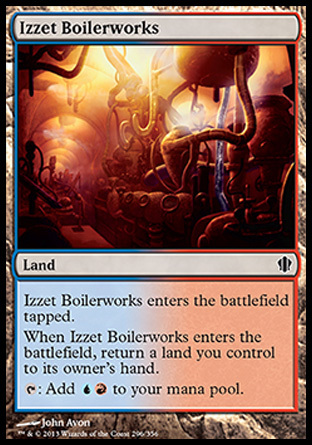 Izzet Boilerworks
Land
Izzet Boilerworks enters the battlefield
tapped.
When Izzet Boilerworks enters the
battlefield, return a land you control
to its owner's hand.
: Add to your mana pool.
John Avon
™ & © 2013 Wizards of the Coast 296/356